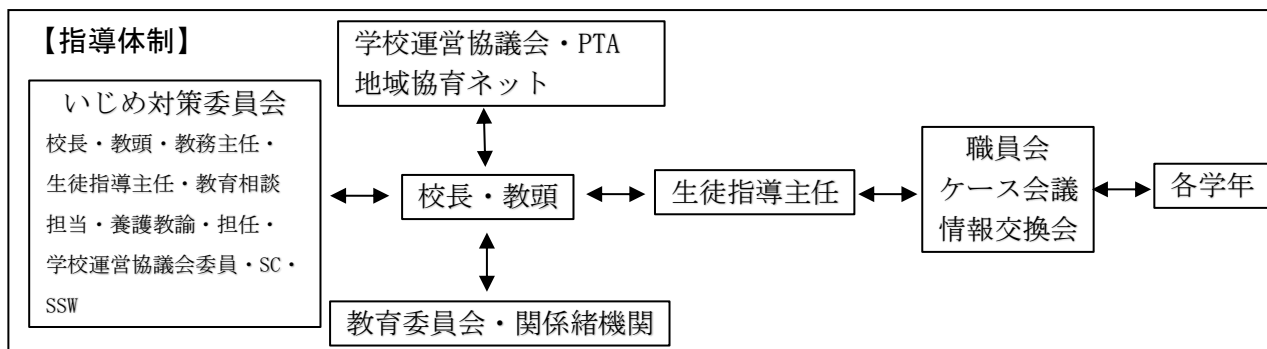 【指導体制】
学校運営協議会・PTA
地域協育ネット
いじめ対策委員会
校長・教頭・教務主任・
生徒指導主任・教育相談
担当・養護教諭・担任・
学校運営協議会委員・SC・
SSW
校長・教頭
生徒指導主任
職員会
ケース会議
情報交換会
各学年
教育委員会・関係緒機関